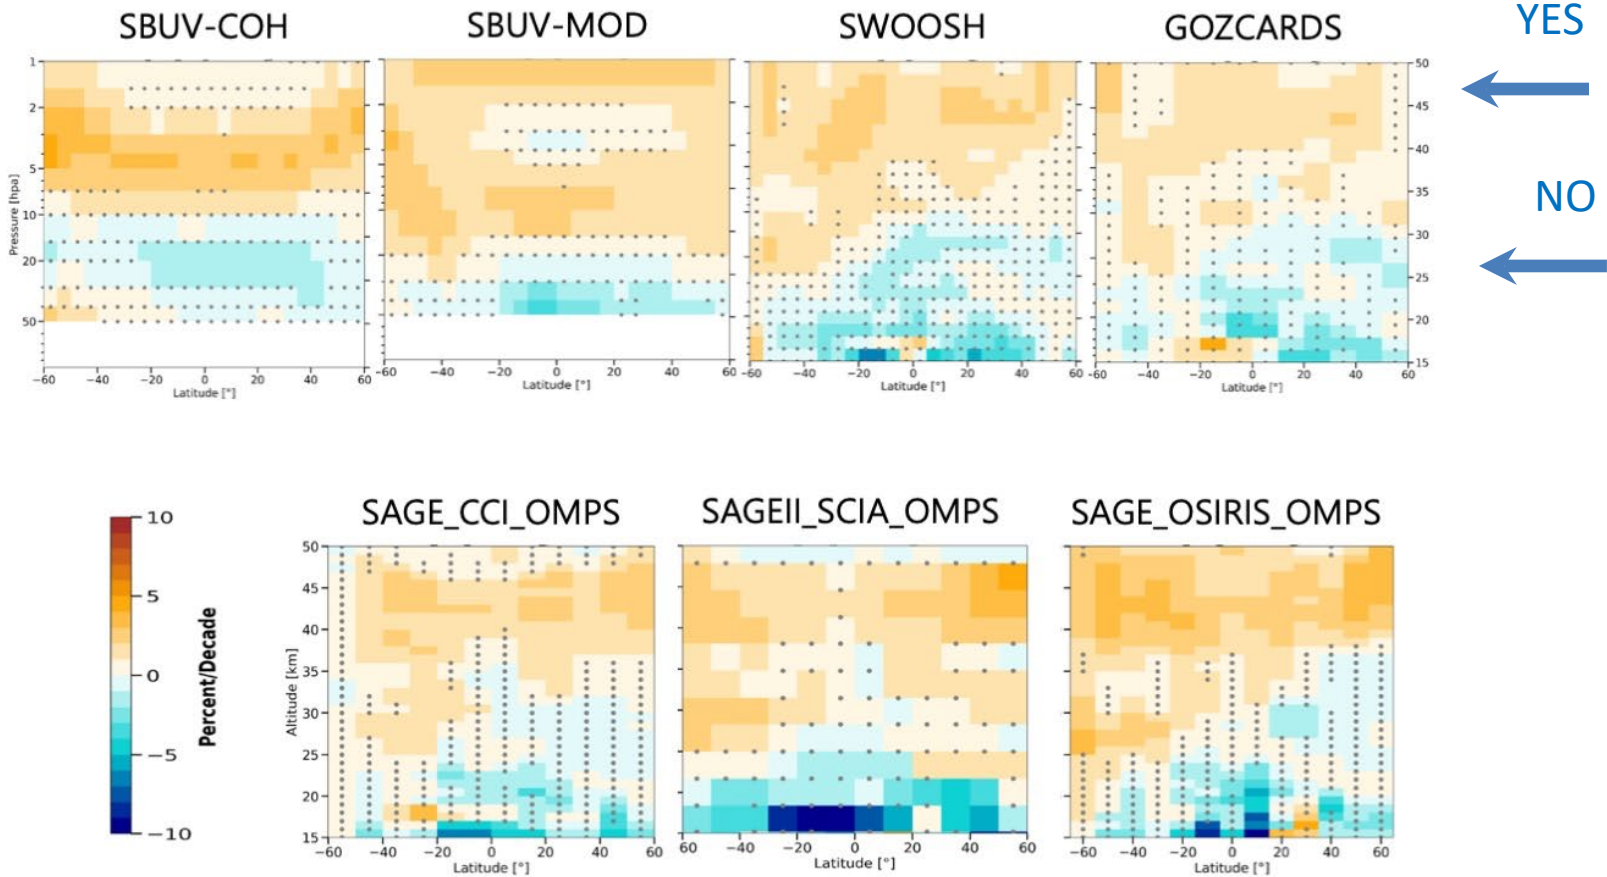 SBUV-COH
SBUV-MOD
SWOOSH
GOZCARDS
YES
NO
Pressure [hpa]
1
2
5
10
20
50
−60 −40 −20 0 20 40 60
Latitude [°]
−60 −40 −20 0 20 40 60
Latitude [°]
−60 −40 −20 0 20 40 60
Latitude [°]
−60 −40 −20 0 20 40 60
Latitude [°]
50
45
40
35
30
25
20
15
10
5
0
−5
−10
Percent/Decade
SAGE_CCI_OMPS
SAGEII_SCIA_OMPS
SAGE_OSIRIS_OMPS
Altitude [km]
50
45
40
35
30
25
20
15
−60 −40 −20 0 20 40 60
Latitude [°]
−60 −40 −20 0 20 40 60
Latitude [°]
−60 −40 −20 0 20 40 60
Latitude [°]